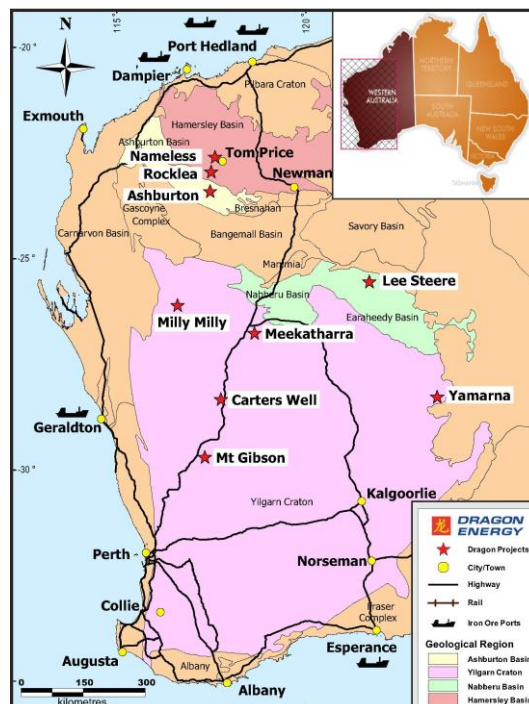 115°
120°
-20°
N
Port Hedland
Dampier
Pilbara Craton
Exmouth
Hamersley Basin
Ashburton Basin
Nameless
Tom Price
Rocklea
Newman
Ashburton
Gascoyne
Complex
Bresnahan
Carnarvon Basin
Bangemall Basin
Savory Basin
-25°
Marymia
Lee Steere
Nabberu Basin
Milly Milly
Earaheedy Basin
Meekatharra
Carters Well
Yamarna
Geraldton
Mt Gibson
-30°
Yilgarn Craton
Kalgoorlie
Perth
Norseman
Collie
Fraser
Complex
Albany
Esperance
Augusta
Albany
0
150
300
kilometres
WESTERN
AUSTRALIA
NORTHERN
TERRITORY
QUEENSLAND
SOUTH
AUSTRALIA
NEW SOUTH
WALES
VICTORIA
TASMANIA
龙
DRAGON
ENERGY
Dragon Projects
City/Town
Highway
Rail
Iron Ore Ports
Geological Region
Ashburton Basin
Yilgarn Craton
Nabberu Basin
Hamersley Basin